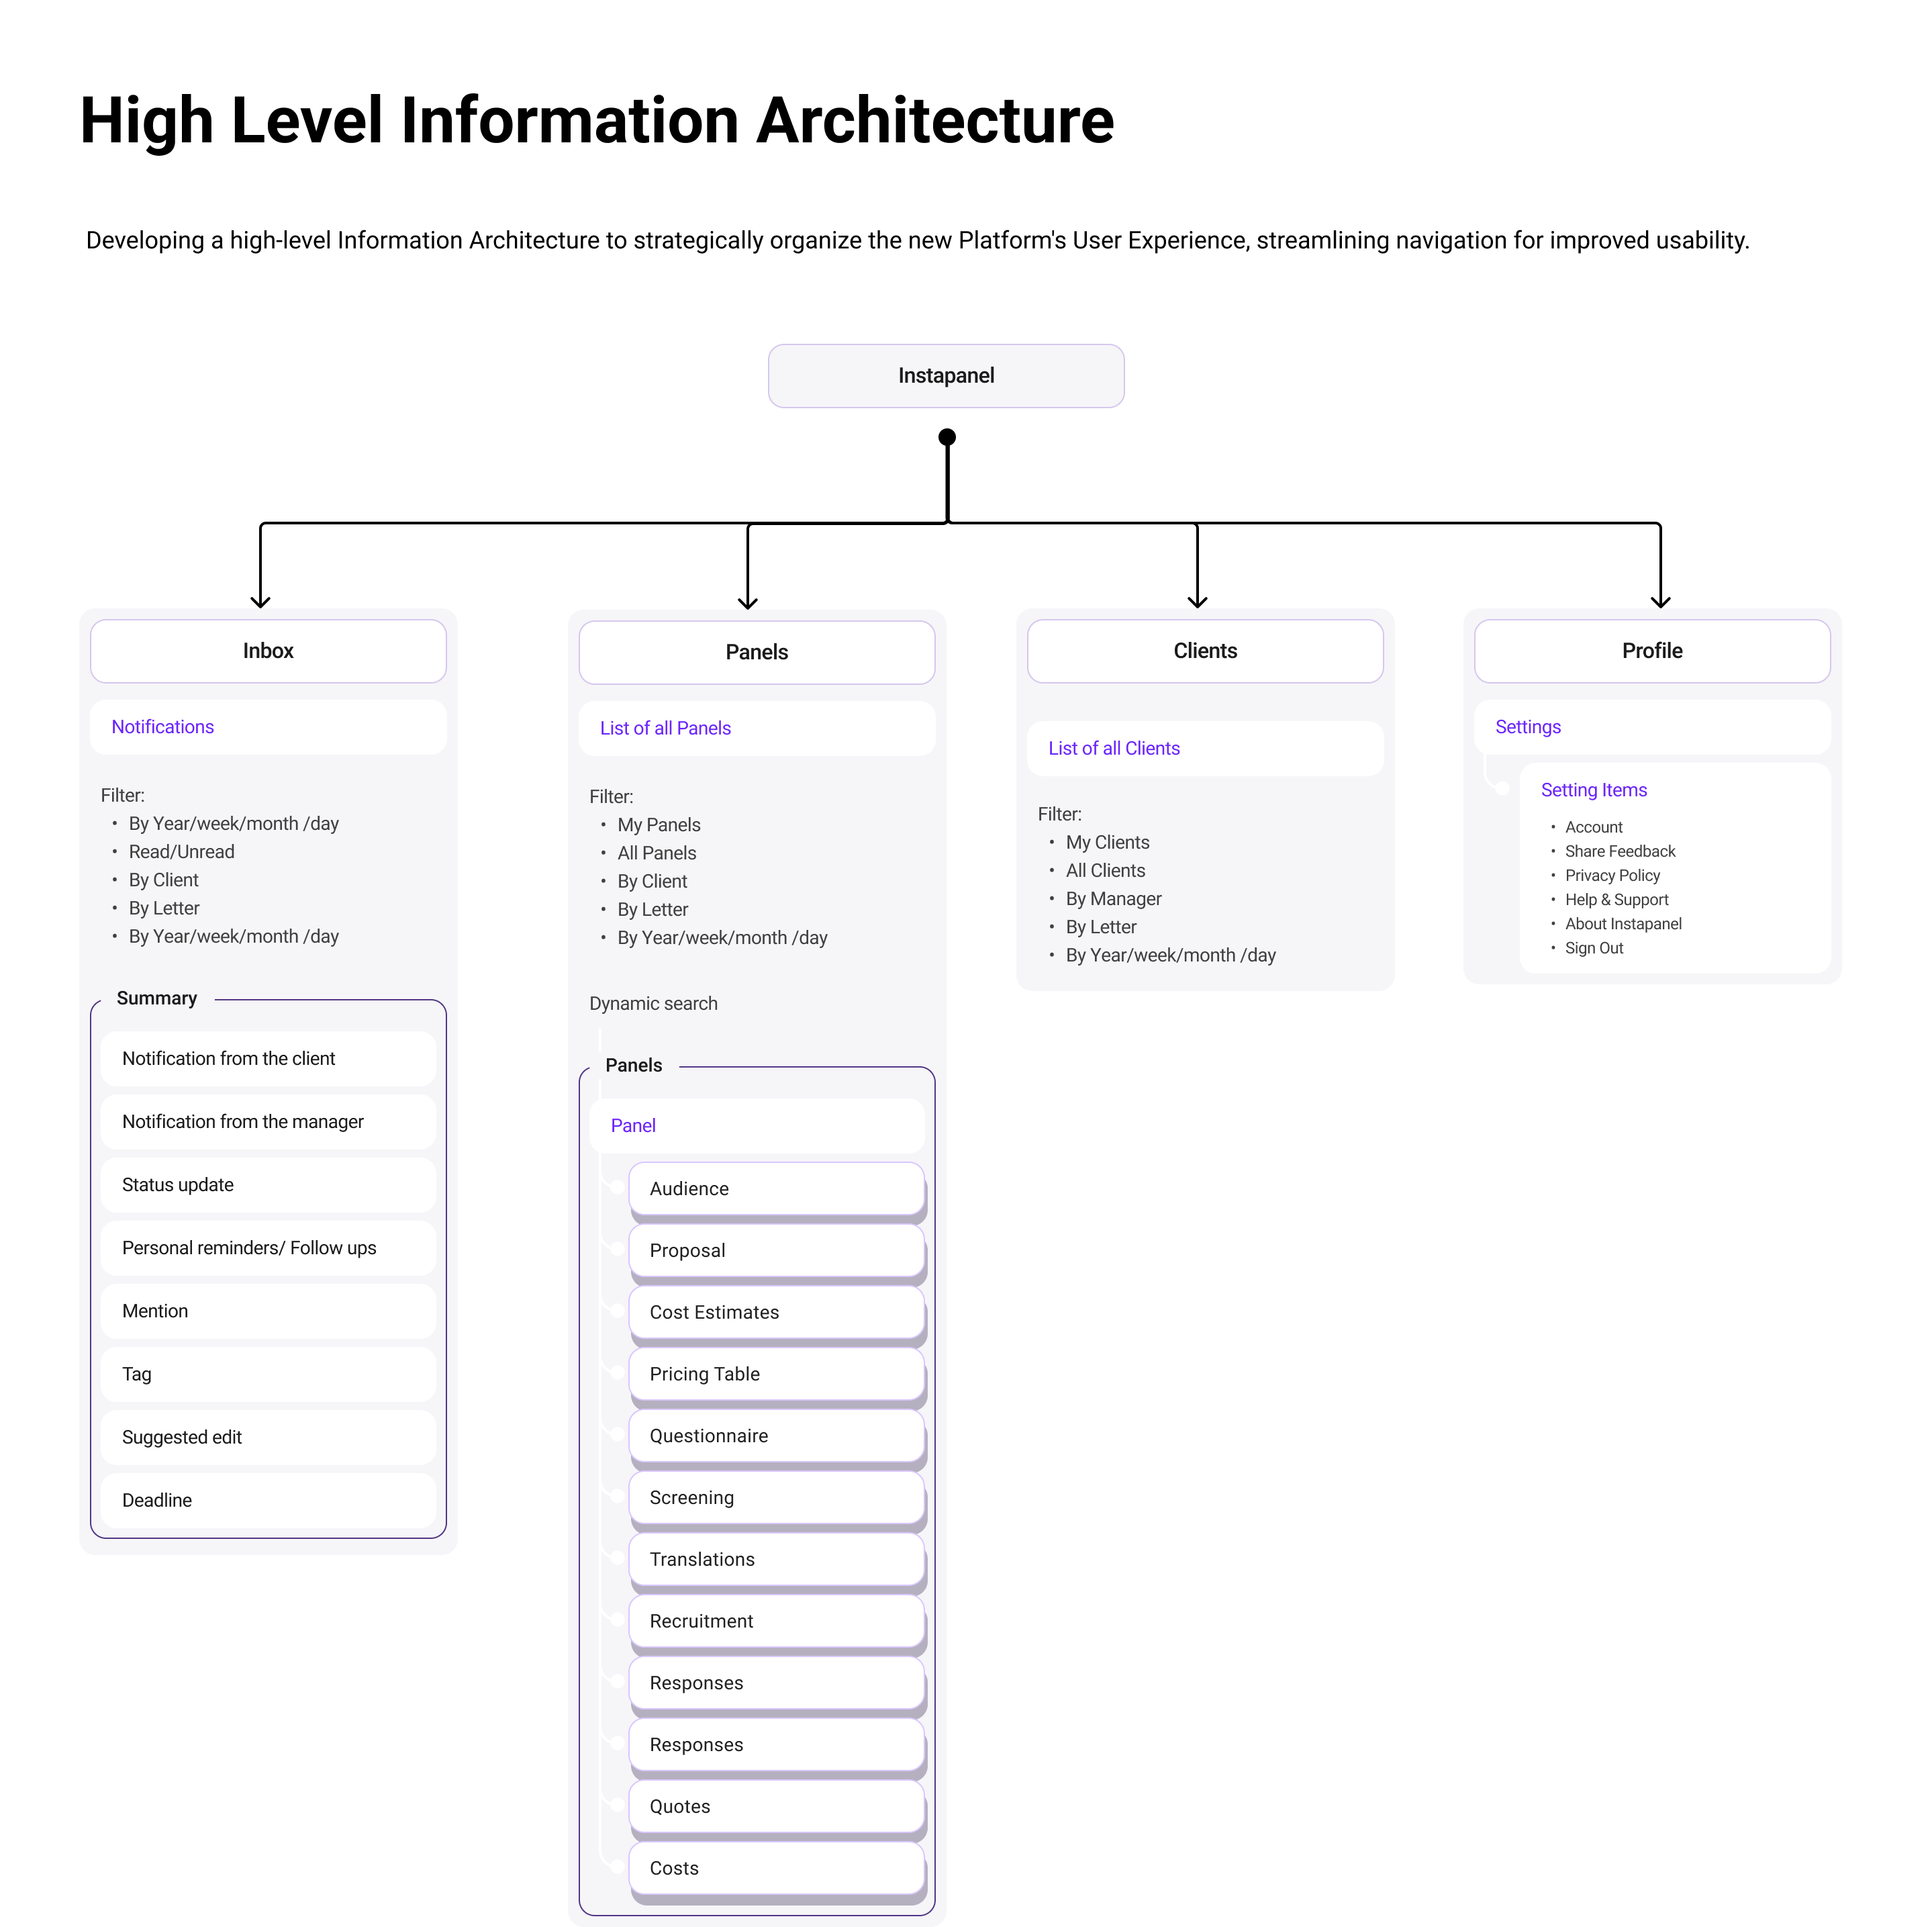 High Level Information Architecture
Developing a high-level Information Architecture to strategically organize the new Platform's User Experience, streamlining navigation for improved usability.
Instapanel
Inbox
Notifications
Filter:
• By Year/week/month /day
• Read/Unread
• By Client
• By Letter
• By Year/week/month /day
Summary
Notification from the client
Notification from the manager
Status update
Personal reminders/ Follow ups
Mention
Tag
Suggested edit
Deadline
Panels
List of all Panels
Filter:
• My Panels
• All Panels
• By Client
• By Letter
• By Year/week/month /day
Dynamic search
Panels
Panel
Audience
Proposal
Cost Estimates
Pricing Table
Questionnaire
Screening
Translations
Recruitment
Responses
Responses
Quotes
Costs
Clients
List of all Clients
Filter:
• My Clients
• All Clients
• By Manager
• By Letter
• By Year/week/month /day
Profile
Settings
Setting Items
• Account
• Share Feedback
• Privacy Policy
• Help & Support
• About Instapanel
• Sign Out